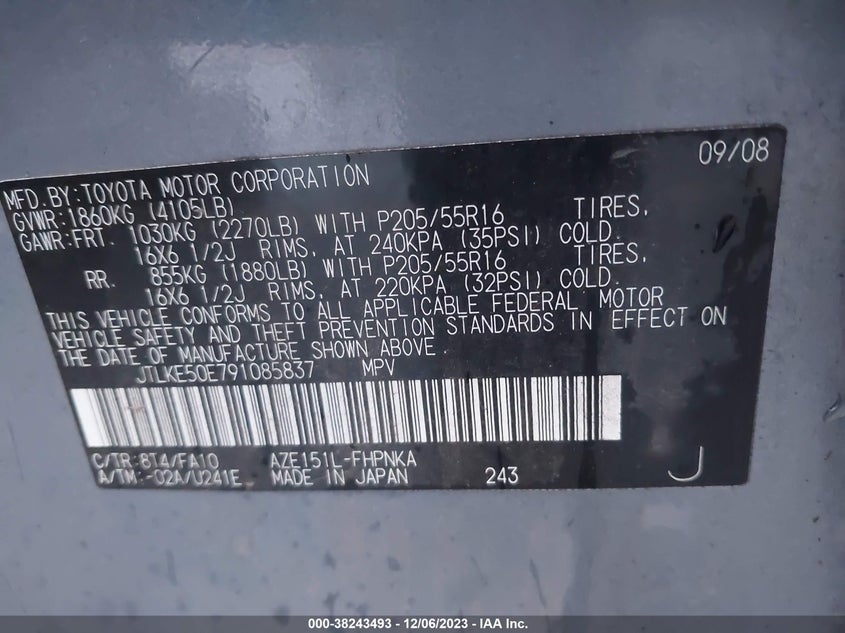 09/08
MFD.BY:TOYOTA MOTOR CORPORATION
GVWR:1860KG (4105LB)
GAWR:FRT. 1030KG (2270LB) WITH P205/55R16 TIRES,
16X6 1/2J RIMS, AT 240KPA (35PSI) COLD.
RR. 855KG (1880LB) WITH P205/55R16 TIRES,
16X6 1/2J RIMS, AT 220KPA (32PSI) COLD.
THIS VEHICLE CONFORMS TO ALL APPLICABLE FEDERAL MOTOR
VEHICLE SAFETY AND THEFT PREVENTION STANDARDS IN EFFECT ON
THE DATE OF MANUFACTURE SHOWN ABOVE.
JTLKE50E791085837 MPV
C/TR:8T4/FA10 AZE151L-FHPNKA
A/TM:-02A/U241E MADE IN JAPAN 243 J
000-38243493 - 12/06/2023 - IAA Inc.